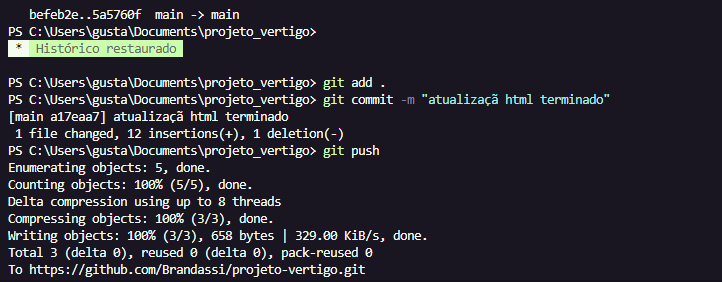 befeb2e..5a5760f  main -> main
PS C:\Users\gusta\Documents\projeto_vertigo>
* Histórico restaurado
PS C:\Users\gusta\Documents\projeto_vertigo> git add .
PS C:\Users\gusta\Documents\projeto_vertigo> git commit -m "atualizaçã html terminado"
[main a17eaa7] atualizaçã html terminado
1 file changed, 12 insertions(+), 1 deletion(-)
PS C:\Users\gusta\Documents\projeto_vertigo> git push
Enumerating objects: 5, done.
Counting objects: 100% (5/5), done.
Delta compression using up to 8 threads
Compressing objects: 100% (3/3), done.
Writing objects: 100% (3/3), 658 bytes | 329.00 KiB/s, done.
Total 3 (delta 0), reused 0 (delta 0), pack-reused 0
To https://github.com/Brandassi/projeto-vertigo.git